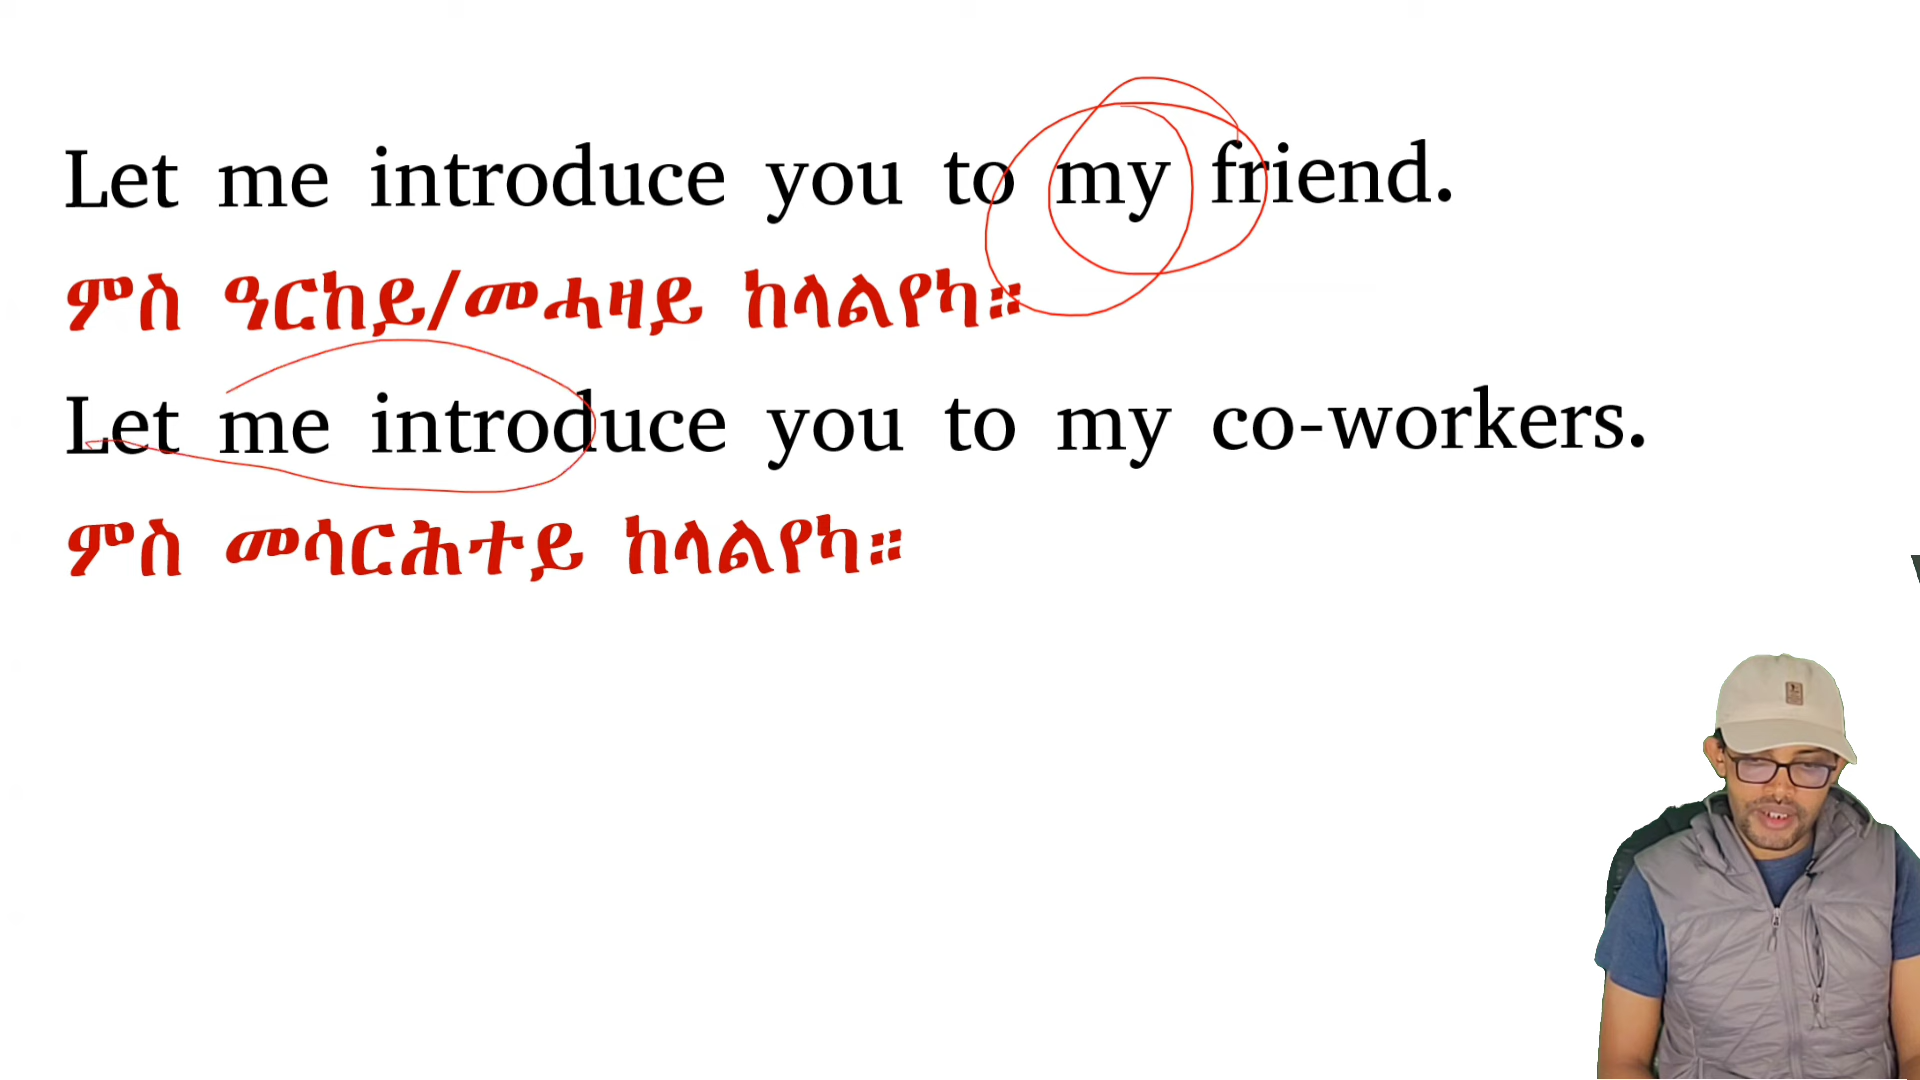 Let me introduce you to my friend.
ምስ ዓርከይ/መሓዛይ ከላልየካ።
Let me introduce you to my co-workers.
ምስ መሳርሕተይ ከላልየካ።